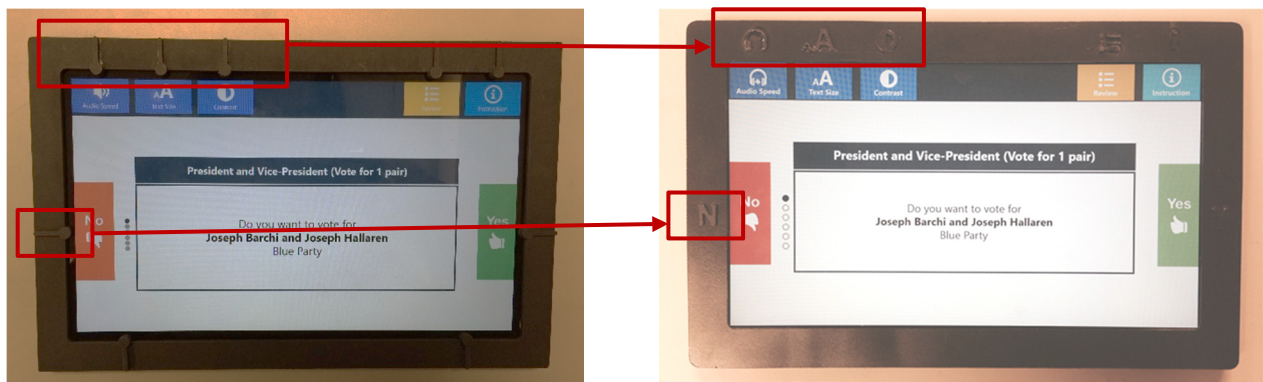 Audio Speed
AA
Text Size
Contrast
Review
Instruction
President and Vice-President (Vote for 1 pair)
No
Do you want to vote for
Joseph Barchi and Joseph Hallaren
Blue Party
Yes
AA
N
Audio Speed
AA
Text Size
Contrast
Review
Instruction
President and Vice-President (Vote for 1 pair)
No
Do you want to vote for
Joseph Barchi and Joseph Hallaren
Blue Party
Yes